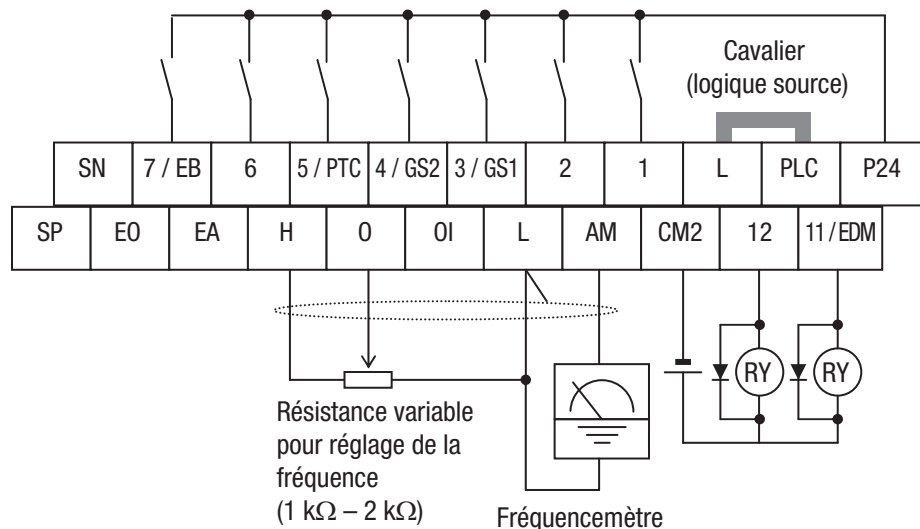 Cavalier
(logique source)
SN 7 / EB 6 5 / PTC 4 / GS2 3 / GS1 2 1 L PLC P24
SP EO EA H O OI L AM CM2 12 11 / EDM
RY RY
Résistance variable
pour réglage de la
fréquence
(1 kΩ – 2 kΩ)
Fréquencemètre